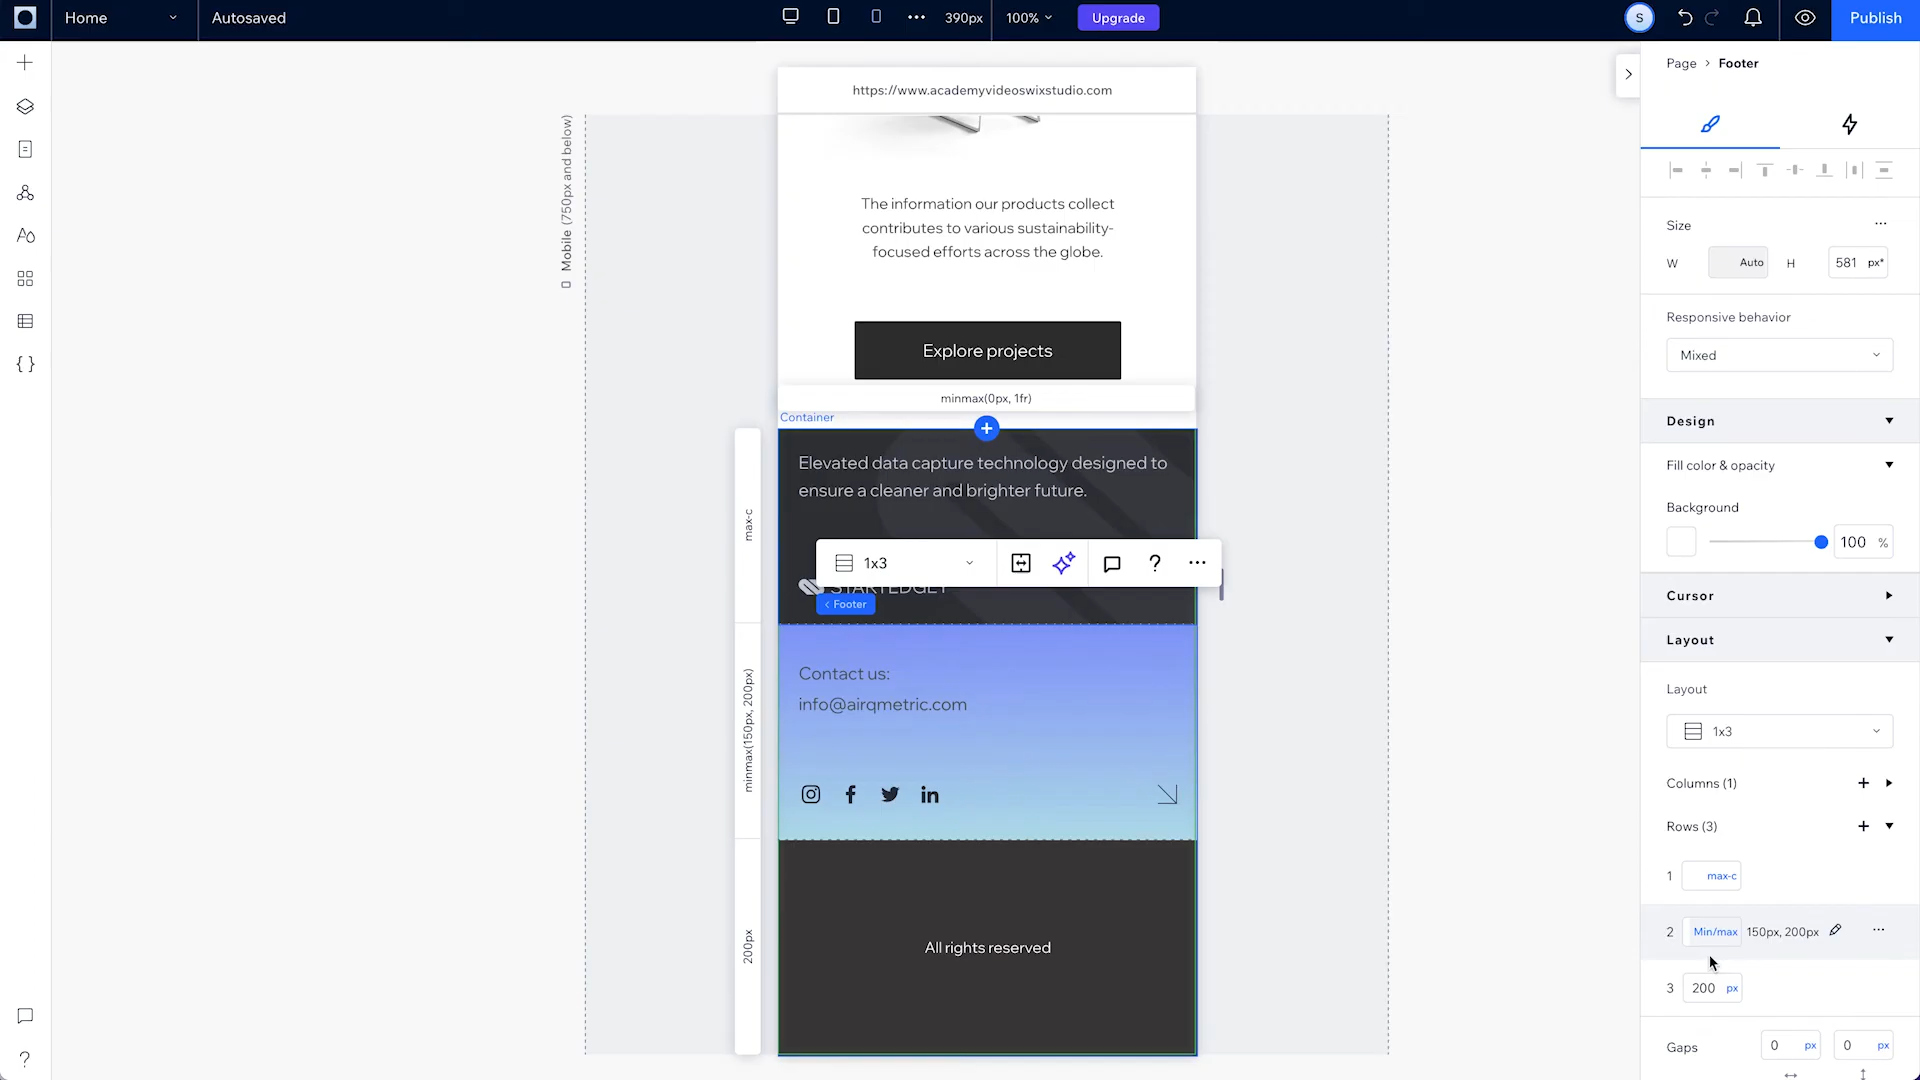 Home
Autosaved
390px
100%
Upgrade
S
Publish
https://www.academyvideoswixstudio.com
Mobile (750px and below)
The information our products collect
contributes to various sustainability-
focused efforts across the globe.
Explore projects
minmax(0px, 1fr)
Container
Elevated data capture technology designed to
ensure a cleaner and brighter future.
1x3
?
Footer
max-c
Contact us:
info@airqmetric.com
minmax(150px, 200px)
All rights reserved
200px
?
Page > Footer
Size
W Auto H 581 px*
Responsive behavior
Mixed
Design
Fill color & opacity
Background
100 %
Cursor
Layout
Layout
1x3
Columns (1)
Rows (3)
1 max-c
2 Min/max 150px, 200px
3 200 px
Gaps 0 px 0 px